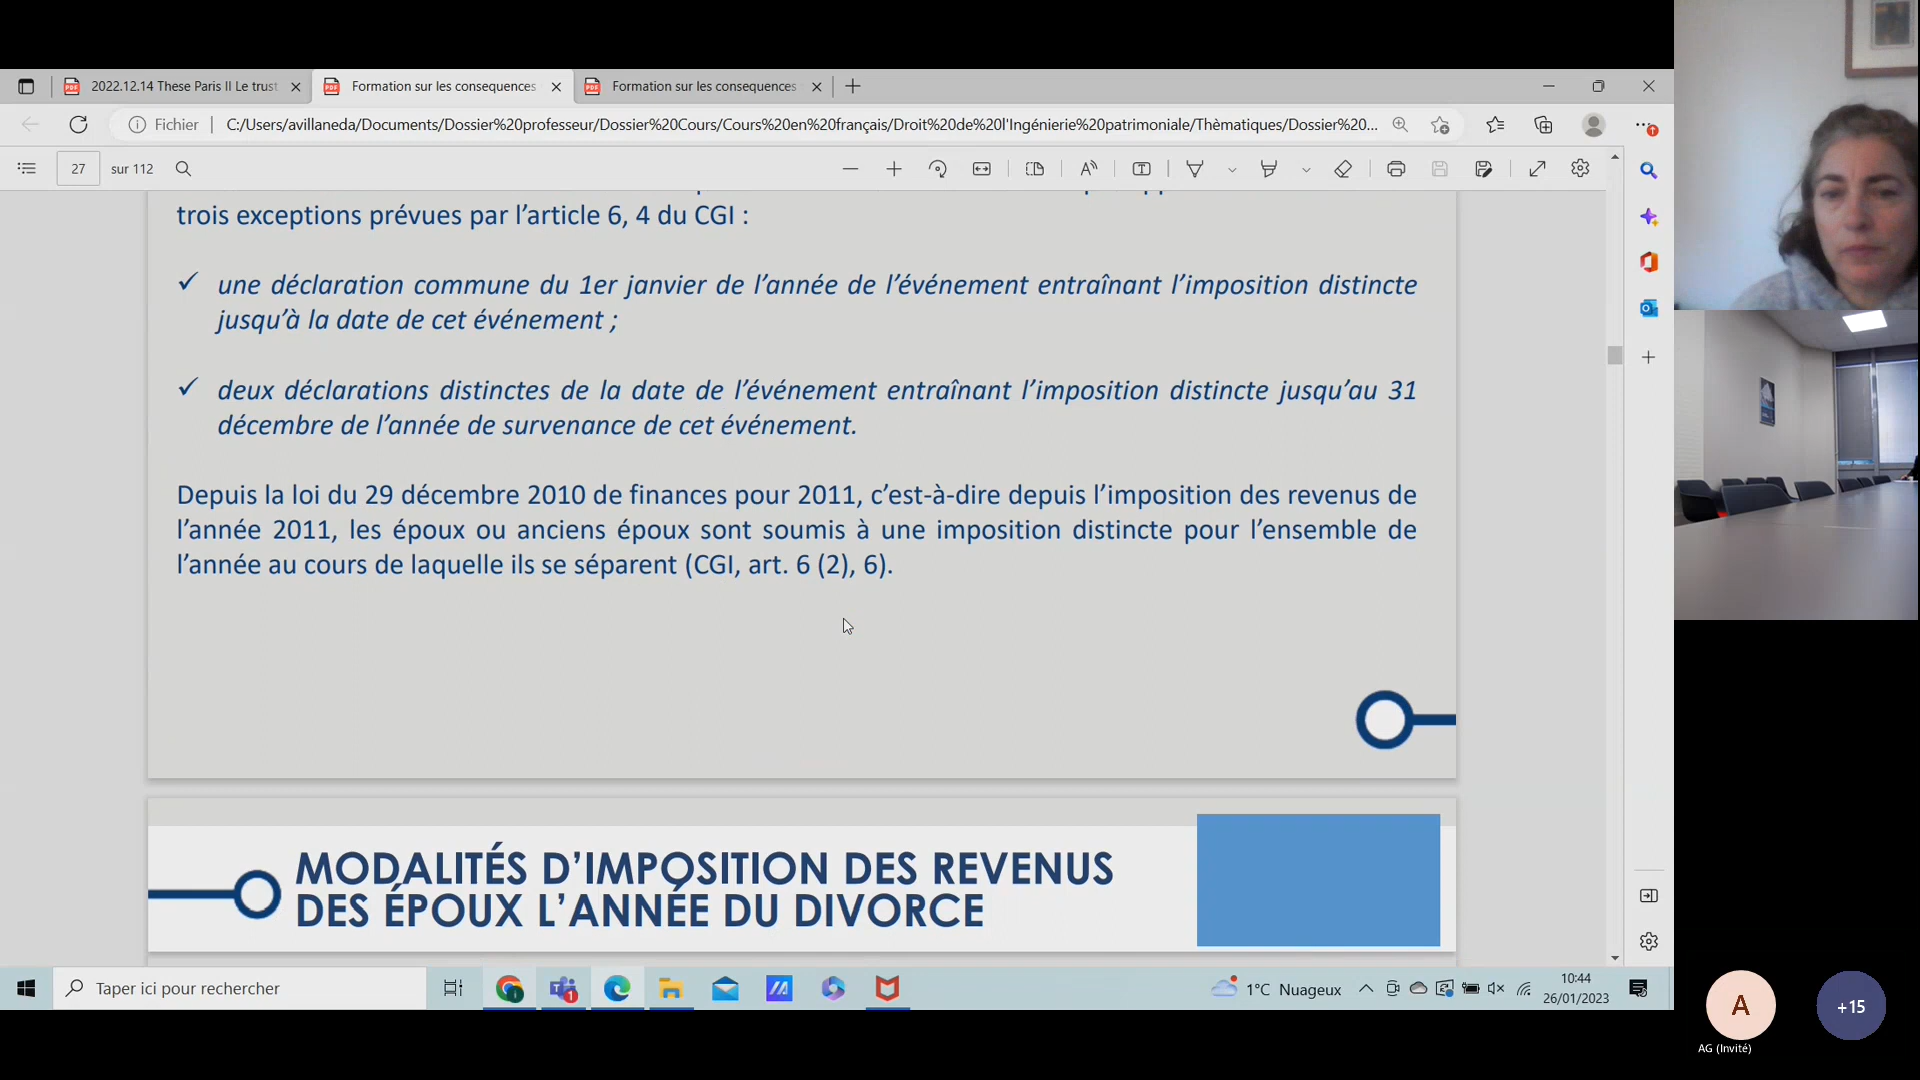 2022.12.14 These Paris II Le trust
Formation sur les consequences
Formation sur les consequences
Fichier
C:/Users/avillaneda/Documents/Dossier%20professeur/Dossier%20Cours/Cours%20en%20français/Droit%20de%20l'Ingénierie%20patrimoniale/Thèmatiques/Dossier%20...
27 sur 112
trois exceptions prévues par l’article 6, 4 du CGI :
✓ une déclaration commune du 1er janvier de l’année de l’événement entraînant l’imposition distincte
jusqu’à la date de cet événement ;
✓ deux déclarations distinctes de la date de l’événement entraînant l’imposition distincte jusqu’au 31
décembre de l’année de survenance de cet événement.
Depuis la loi du 29 décembre 2010 de finances pour 2011, c’est-à-dire depuis l’imposition des revenus de
l’année 2011, les époux ou anciens époux sont soumis à une imposition distincte pour l’ensemble de
l’année au cours de laquelle ils se séparent (CGI, art. 6 (2), 6).
MODALITÉS D’IMPOSITION DES REVENUS
DES ÉPOUX L’ANNÉE DU DIVORCE
Taper ici pour rechercher
1
1°C Nuageux
10:44
26/01/2023
A
+15
AG (Invité)